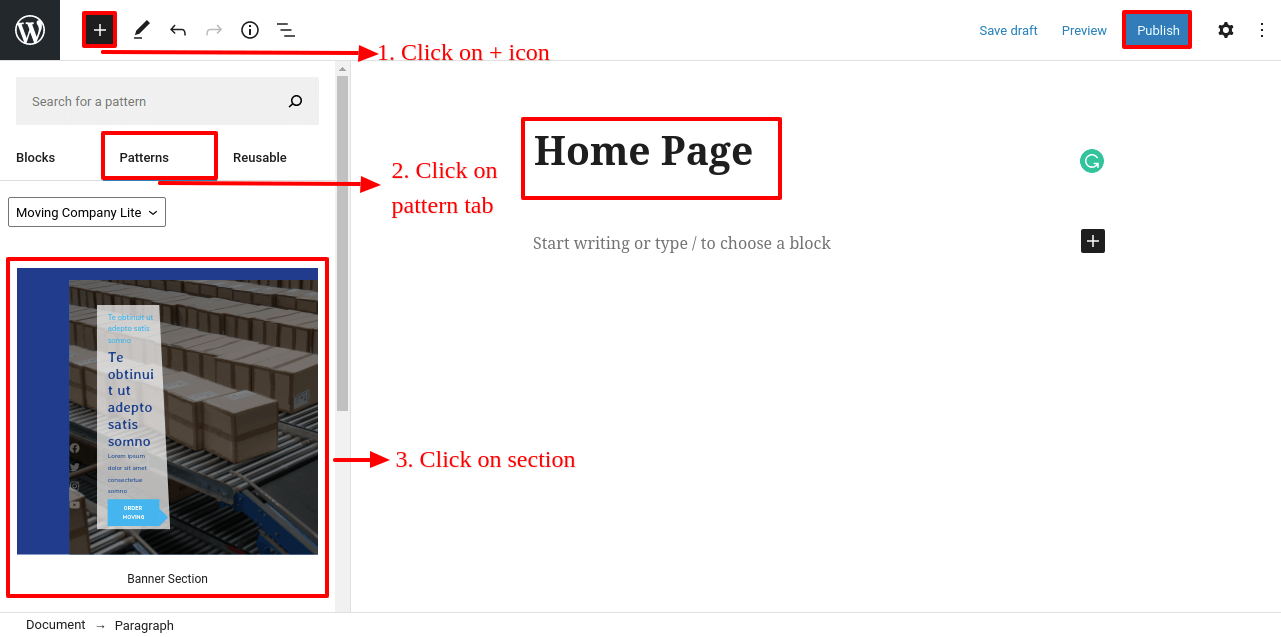 Save draft
Preview
Publish
1. Click on + icon
Search for a pattern
Blocks
Patterns
Reusable
2. Click on
pattern tab
Moving Company Lite
Home Page
Start writing or type / to choose a block
Te obtinuit ut
adepto satis
somno
Te
obtinui
t ut
adepto
satis
somno
Lorem ipsum
dolor sit amet
consectetue
somno
ORDER
MOVING
Banner Section
3. Click on section
Document → Paragraph